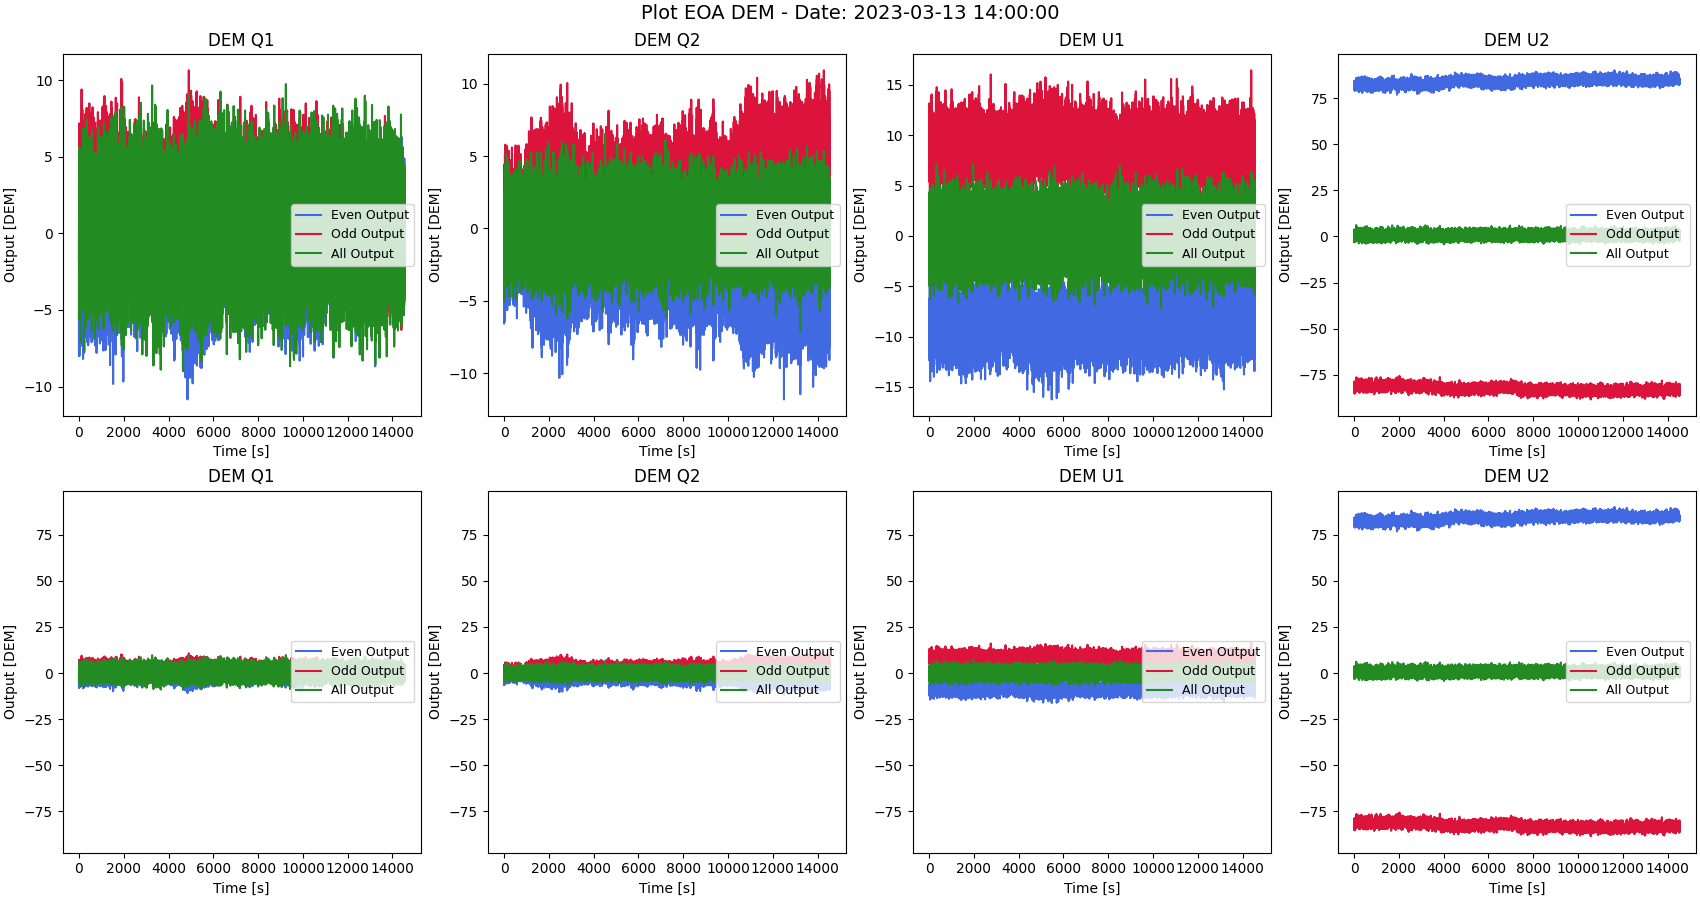 Plot EOA DEM - Date: 2023-03-13 14:00:00
DEM Q1
Output [DEM]
10
5
0
−5
−10
Even Output
Odd Output
All Output
0 2000 4000 6000 8000 10000 12000 14000
Time [s]
DEM Q2
Output [DEM]
10
5
0
−5
−10
Even Output
Odd Output
All Output
0 2000 4000 6000 8000 10000 12000 14000
Time [s]
DEM U1
Output [DEM]
15
10
5
0
−5
−10
−15
Even Output
Odd Output
All Output
0 2000 4000 6000 8000 10000 12000 14000
Time [s]
DEM U2
Output [DEM]
75
50
25
0
−25
−50
−75
Even Output
Odd Output
All Output
0 2000 4000 6000 8000 10000 12000 14000
Time [s]
DEM Q1
Output [DEM]
75
50
25
0
−25
−50
−75
Even Output
Odd Output
All Output
0 2000 4000 6000 8000 10000 12000 14000
Time [s]
DEM Q2
Output [DEM]
75
50
25
0
−25
−50
−75
Even Output
Odd Output
All Output
0 2000 4000 6000 8000 10000 12000 14000
Time [s]
DEM U1
Output [DEM]
75
50
25
0
−25
−50
−75
Even Output
Odd Output
All Output
0 2000 4000 6000 8000 10000 12000 14000
Time [s]
DEM U2
Output [DEM]
75
50
25
0
−25
−50
−75
Even Output
Odd Output
All Output
0 2000 4000 6000 8000 10000 12000 14000
Time [s]